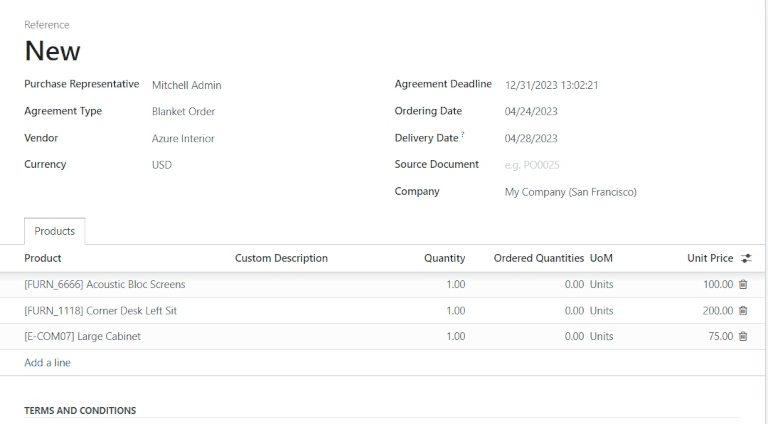 Reference
New
Purchase Representative Mitchell Admin Agreement Deadline 12/31/2023 13:02:21
Agreement Type Blanket Order Ordering Date 04/24/2023
Vendor Azure Interior Delivery Date ? 04/28/2023
Currency USD Source Document e.g. PO0025
Company My Company (San Francisco)
Products
Product Custom Description Quantity Ordered Quantities UoM Unit Price
[FURN_6666] Acoustic Bloc Screens 1.00 0.00 Units 100.00
[FURN_1118] Corner Desk Left Sit 1.00 0.00 Units 200.00
[E-COM07] Large Cabinet 1.00 0.00 Units 75.00
Add a line
TERMS AND CONDITIONS